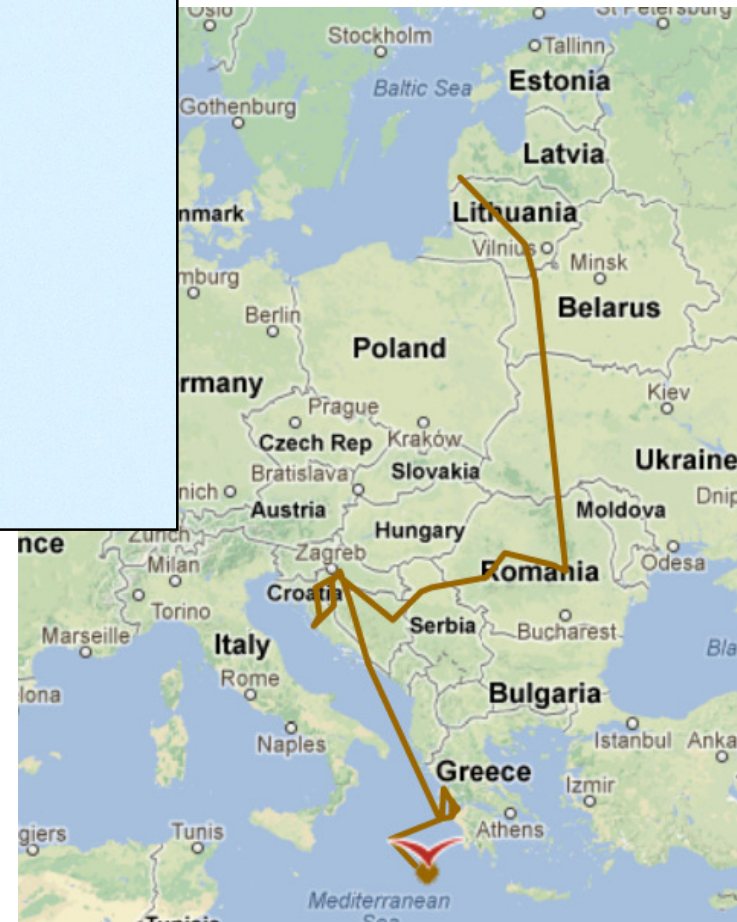 Oslo
St Petersburg
Stockholm
Tallinn
Baltic Sea
Estonia
Gothenburg
Latvia
nmark
Lithuania
Vilnius
Minsk
mburg
Belarus
Berlin
Poland
rmany
Kiev
Prague
Czech Rep
Kraków
Ukraine
Bratislava
Slovakia
nich
Dnip
Austria
Moldova
Hungary
nce
Zurich
Zagreb
Milan
Odesa
Romania
Croatia
Torino
Serbia
Bucharest
Marseille
Italy
Bla
Rome
lona
Bulgaria
Naples
Istanbul
Anka
Greece
Izmir
giers
Tunis
Athens
Mediterranean
Sea
Tunisia